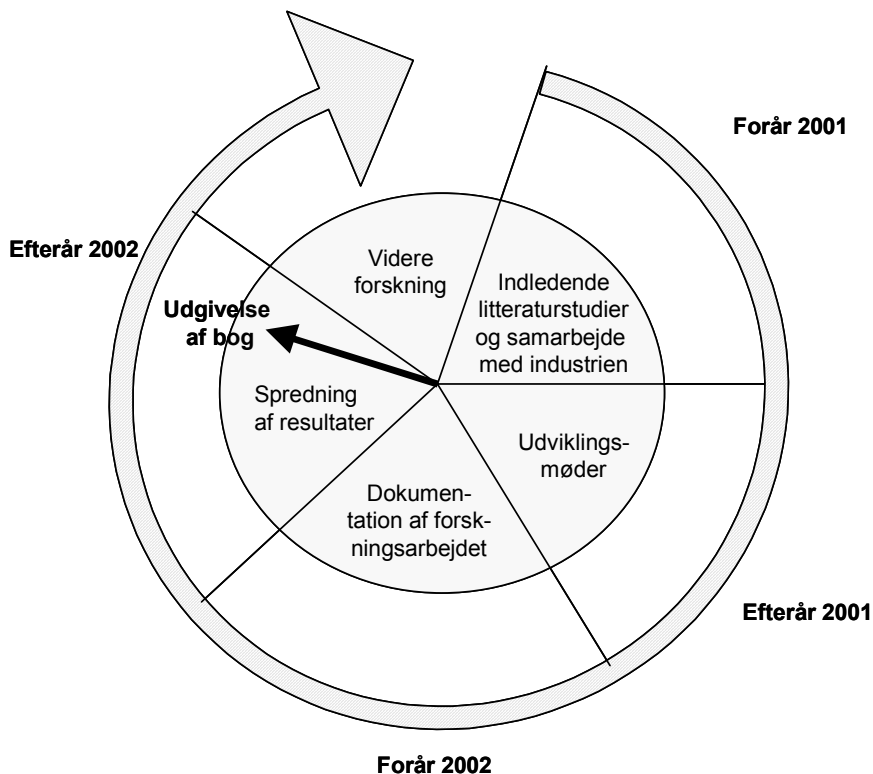 Forår 2001
Efterår 2002
Videre
forskning
Indledende
litteraturstudier
og samarbejde
med industrien
Udgivelse
af bog
Spredning
af resultater
Udviklings-
møder
Dokumen-
tation af forsk-
ningsarbejdet
Efterår 2001
Forår 2002